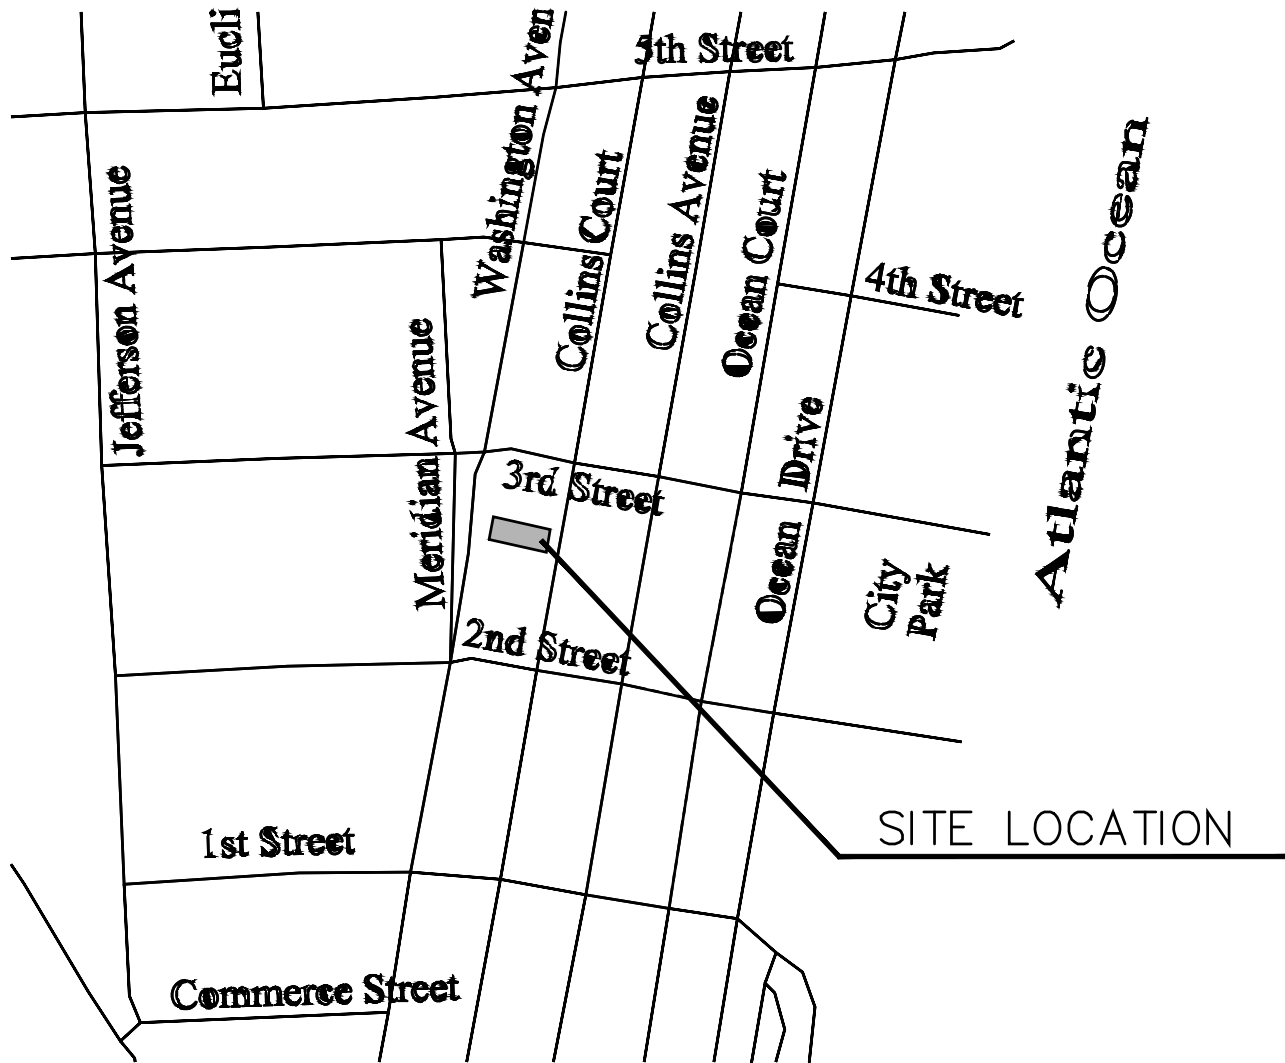 Eucli
Washington Aven
5th Street
Jefferson Avenue
Collins Court
Collins Avenue
Ocean Court
4th Street
Atlantic Ocean
Meridian Avenue
3rd Street
Ocean Drive
City
Park
2nd Street
SITE LOCATION
1st Street
Commerce Street